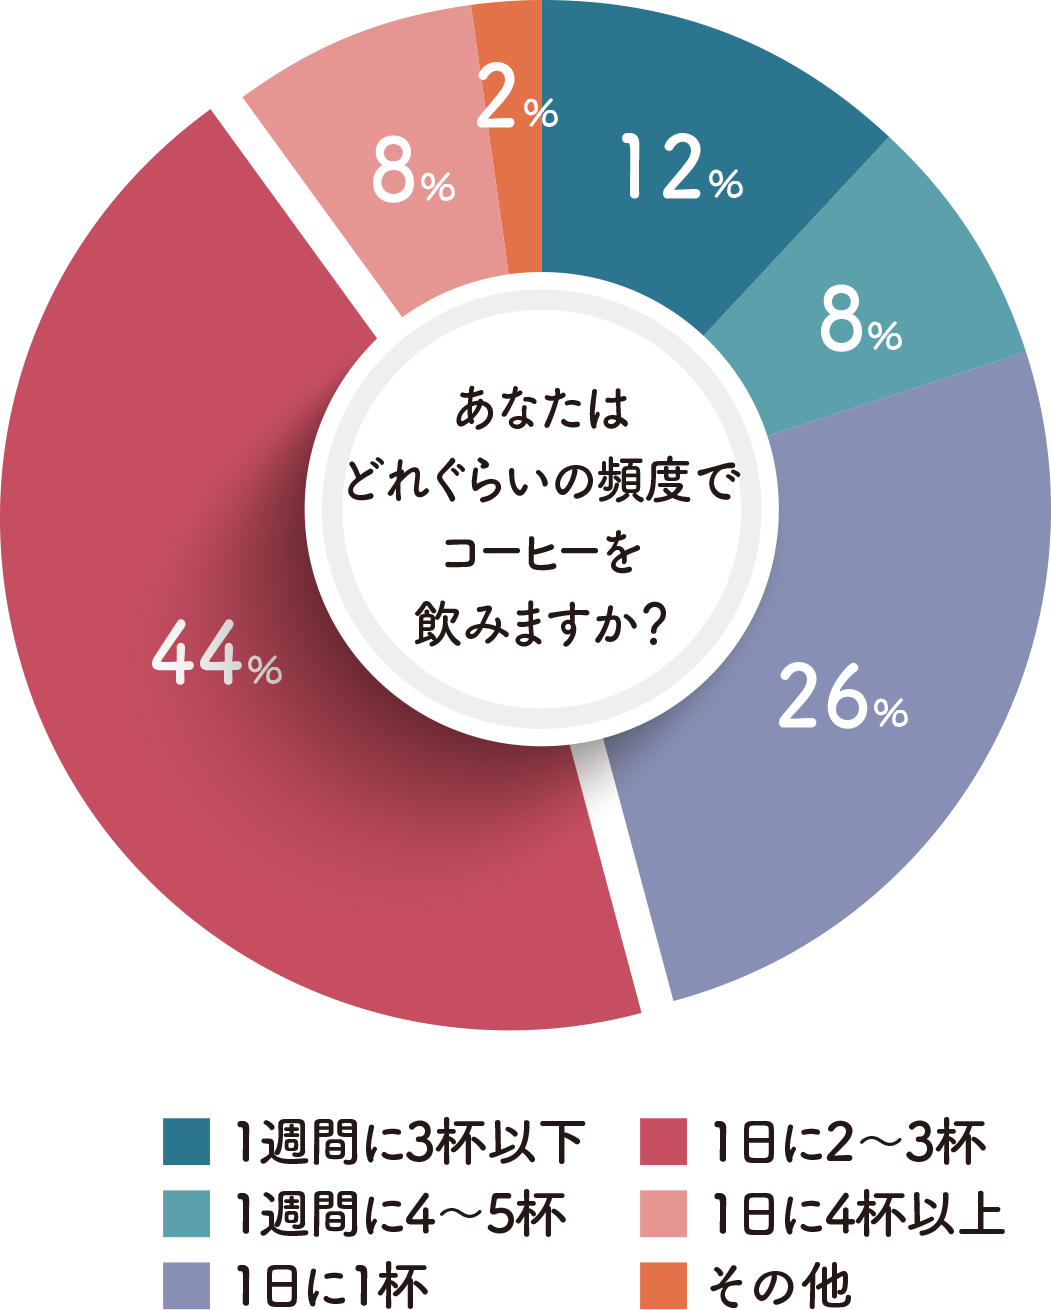 2%
12%
8%
8%
あなたは
どれぐらいの頻度で
コーヒーを
飲みますか?
44%
26%
1週間に3杯以下
1週間に4〜5杯
1日に1杯
1日に2〜3杯
1日に4杯以上
その他